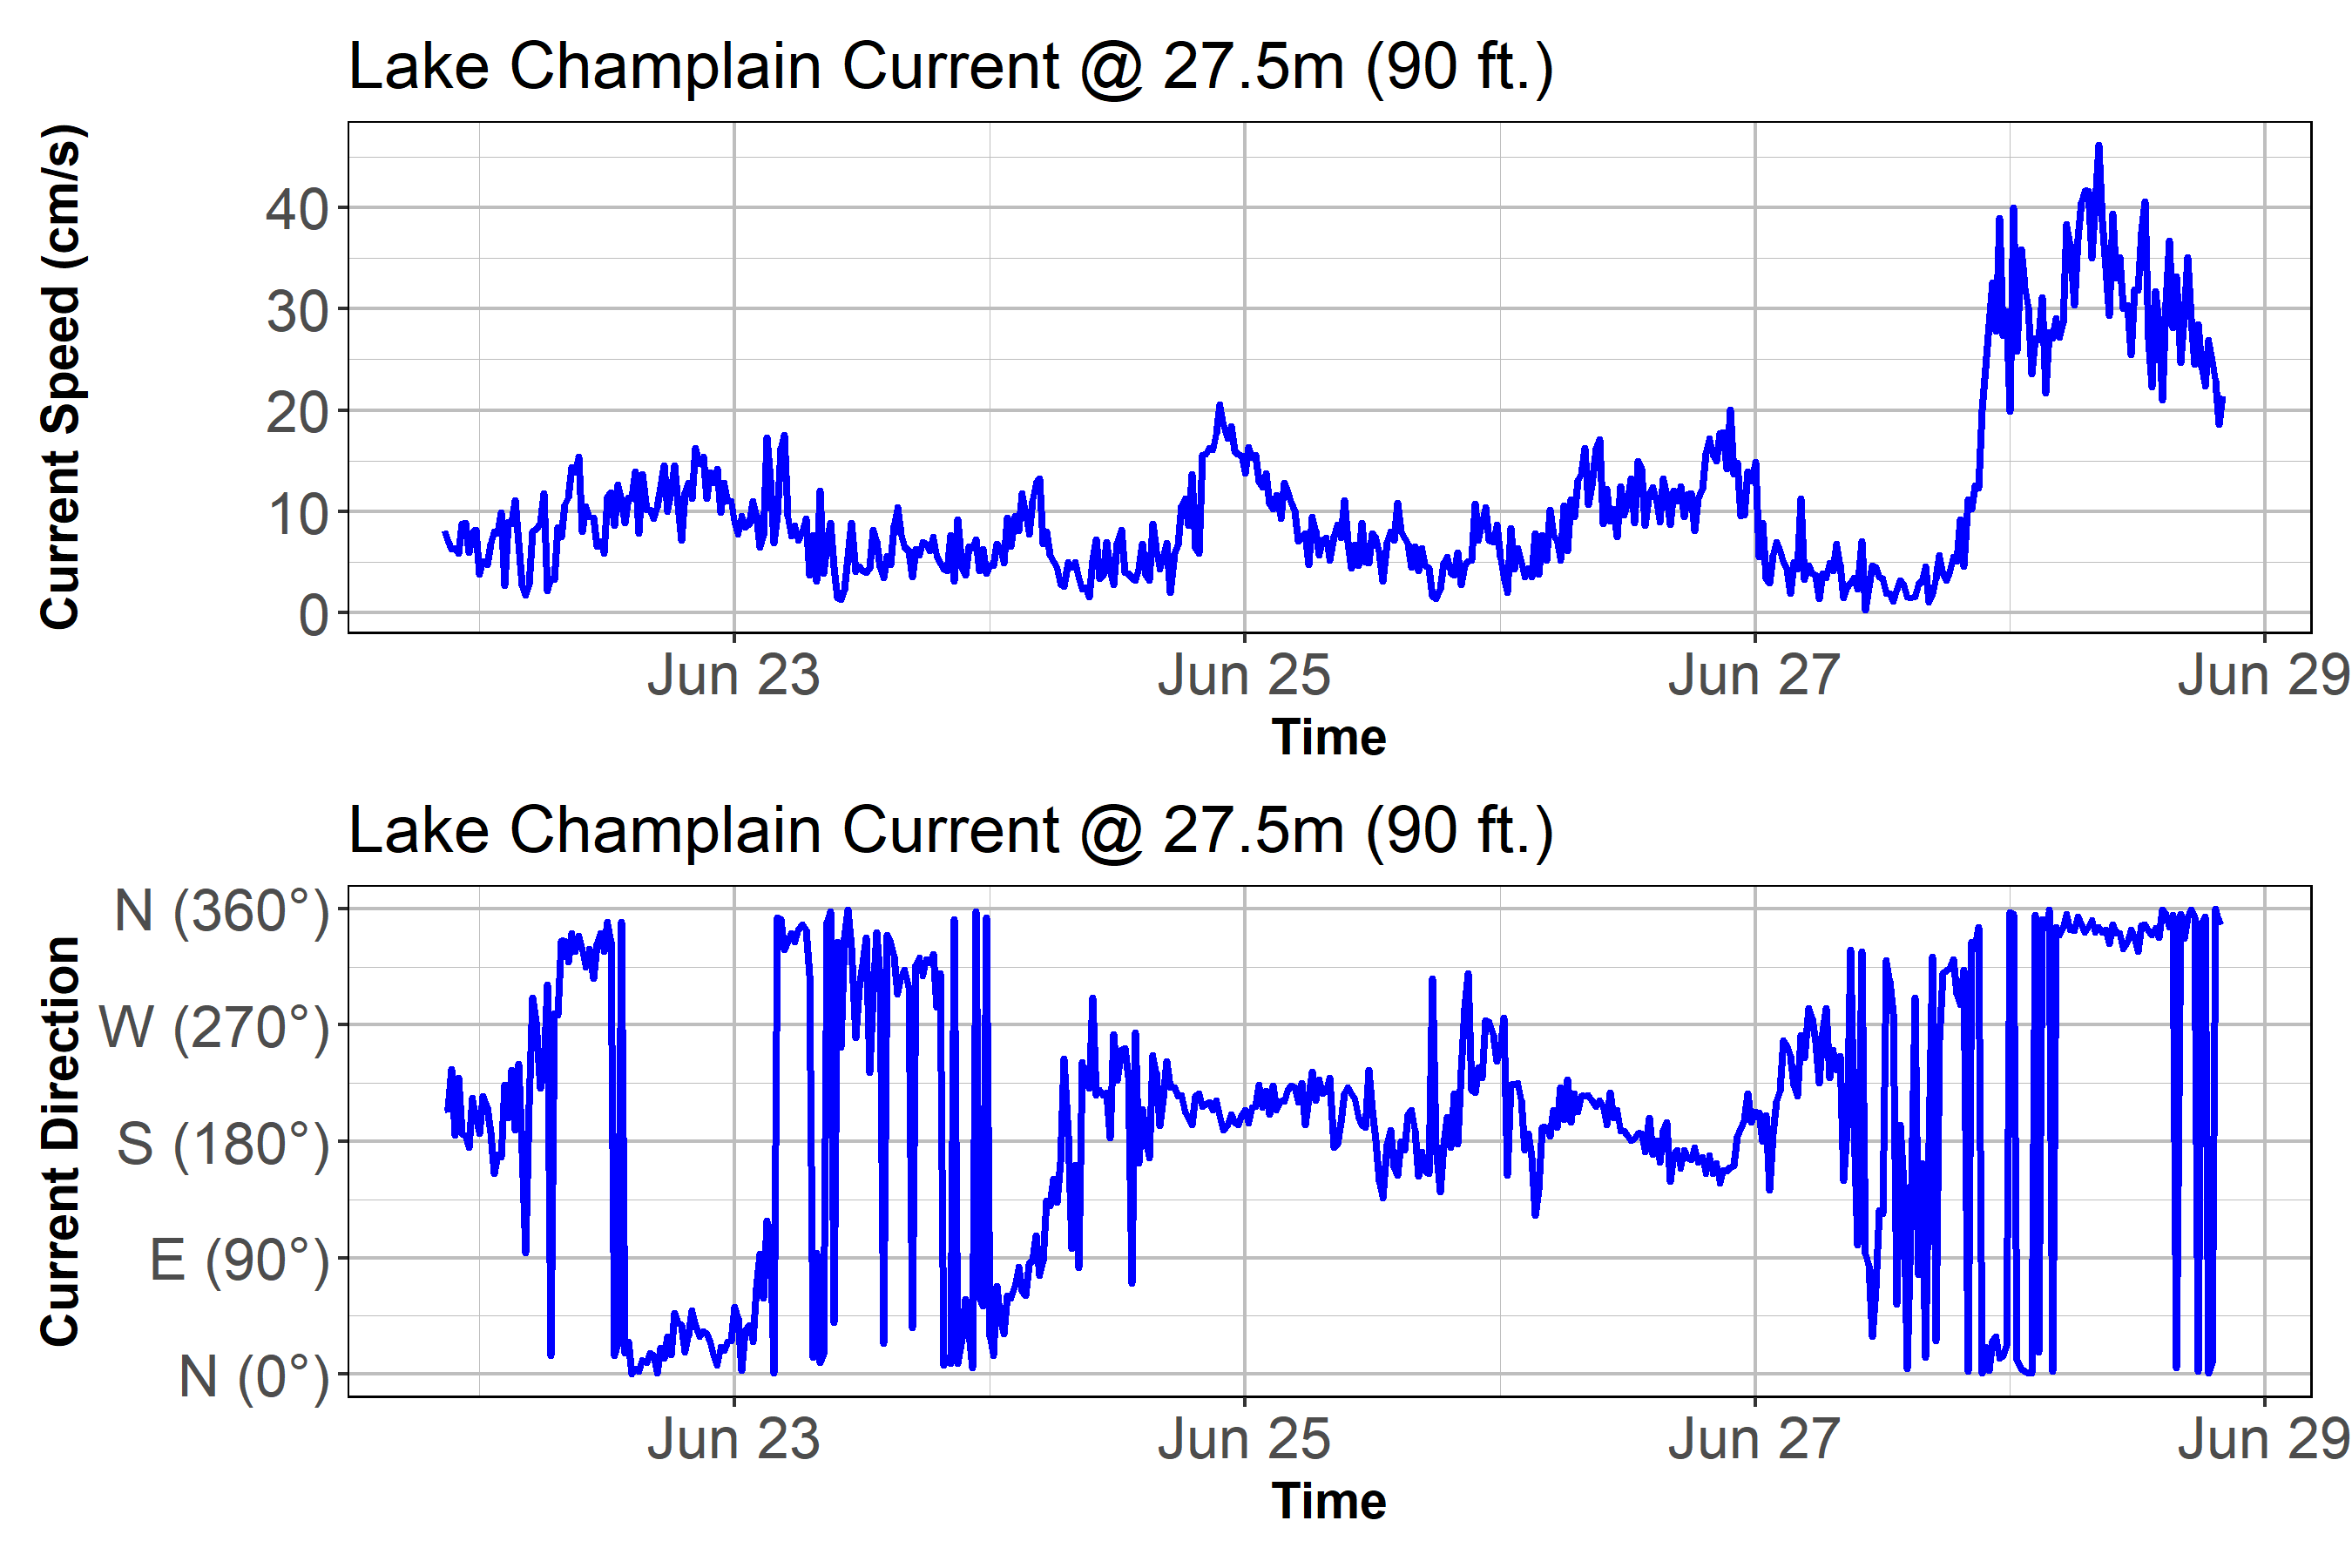 Lake Champlain Current @ 27.5m (90 ft.)
Current Speed (cm/s)
40
30
20
10
0
Jun 23 Jun 25 Jun 27 Jun 29
Time
Lake Champlain Current @ 27.5m (90 ft.)
Current Direction
N (360°)
W (270°)
S (180°)
E (90°)
N (0°)
Jun 23 Jun 25 Jun 27 Jun 29
Time